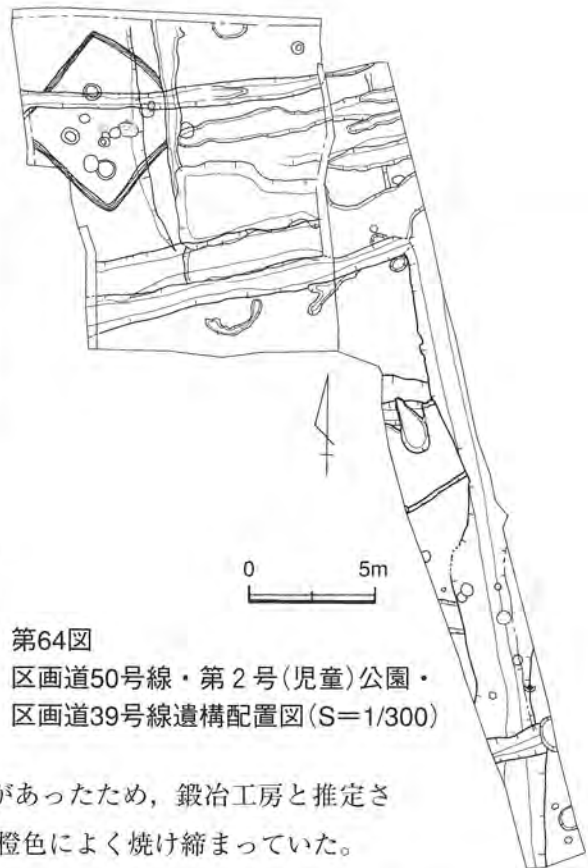 0 5m
第64図
区画道50号線・第2号(児童)公園・
区画道39号線遺構配置図(S=1/300)
があったため，鍛冶工房と推定さ
橙色によく焼け締まっていた。